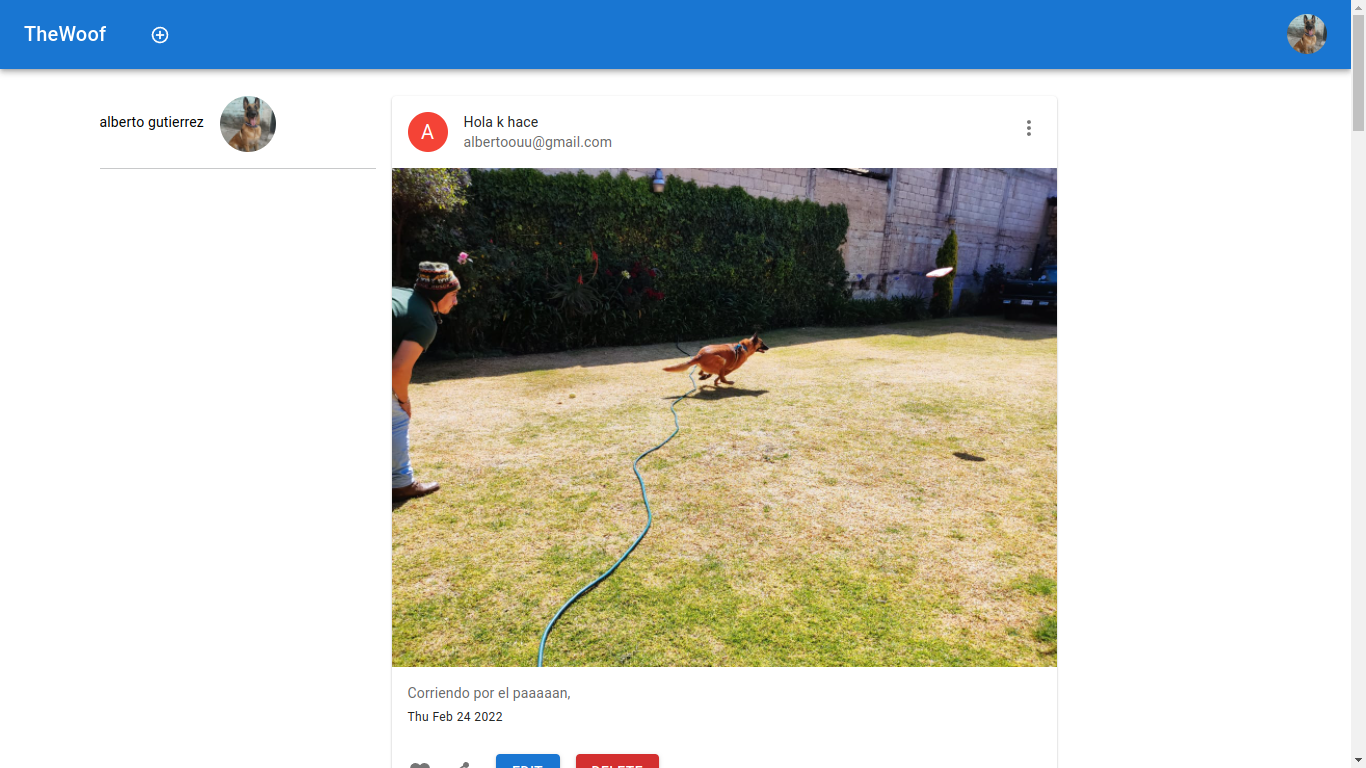 TheWoof
alberto gutierrez
A
Hola k hace
albertoouu@gmail.com
Corriendo por el paaaaan,
Thu Feb 24 2022
EDIT
DELETE